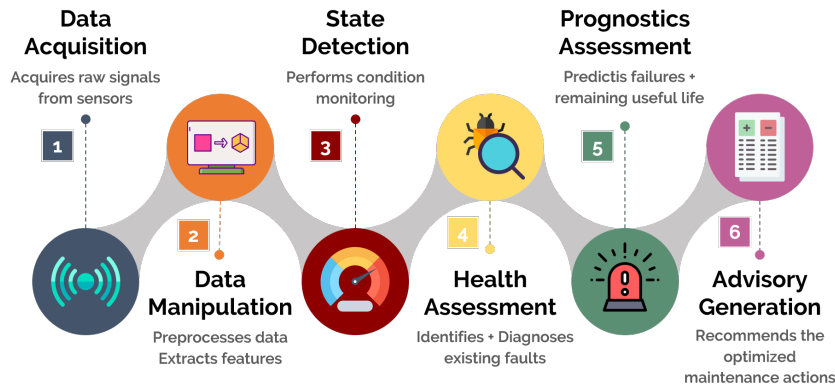 Data
Acquisition
Acquires raw signals
from sensors
1
2
Data
Manipulation
Preprocesses data
Extracts features
State
Detection
Performs condition
monitoring
3
4
Health
Assessment
Identifies + Diagnoses
existing faults
Prognostics
Assessment
Predictis failures +
remaining useful life
5
6
Advisory
Generation
Recommends the
optimized
maintenance actions